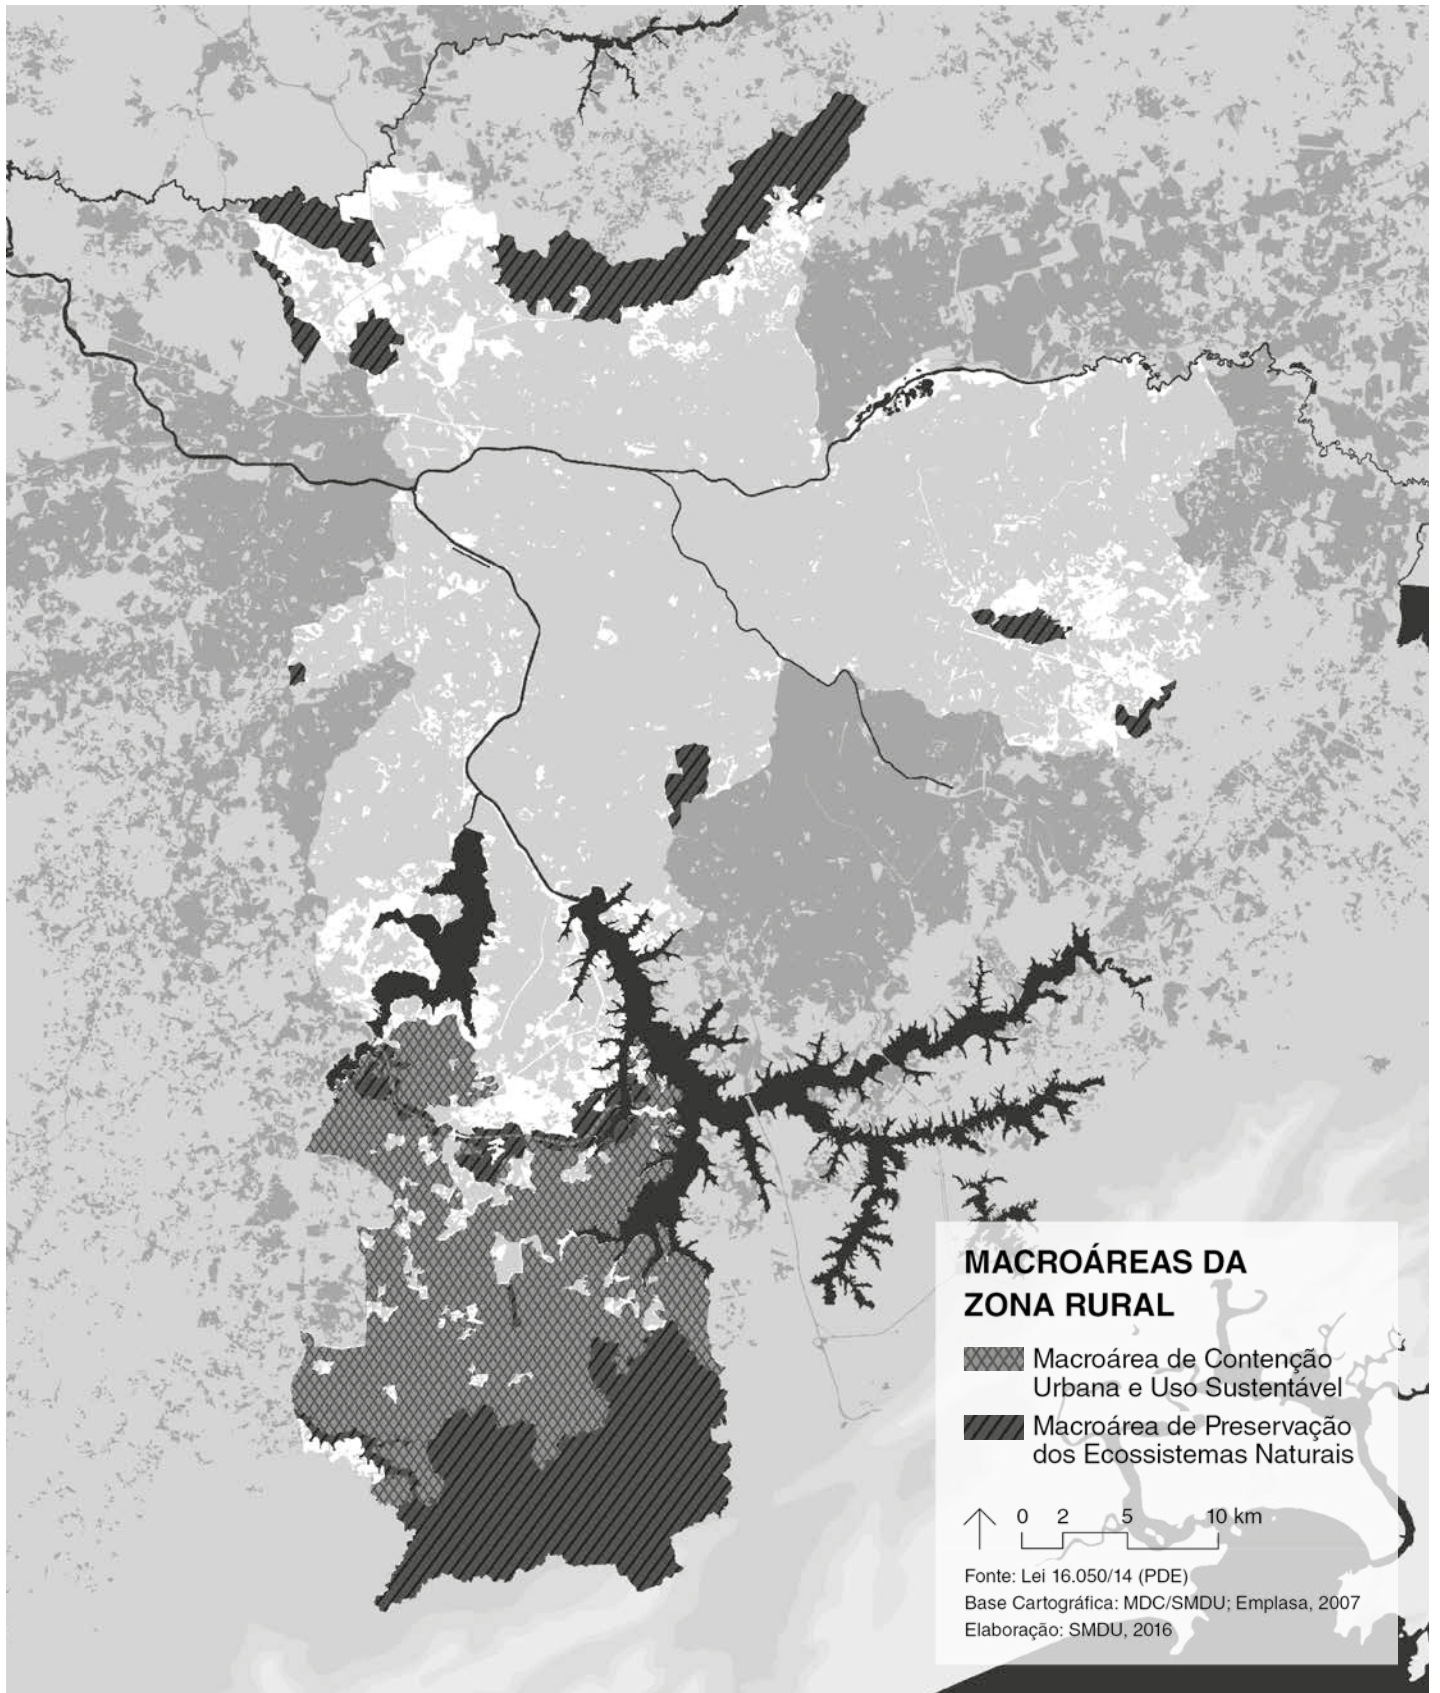 MACROÁREAS DA
ZONA RURAL
Macroárea de Contenção
Urbana e Uso Sustentável
Macroárea de Preservação
dos Ecossistemas Naturais
0 2 5 10 km
Fonte: Lei 16.050/14 (PDE)
Base Cartográfica: MDC/SMDU; Emplasa, 2007
Elaboração: SMDU, 2016